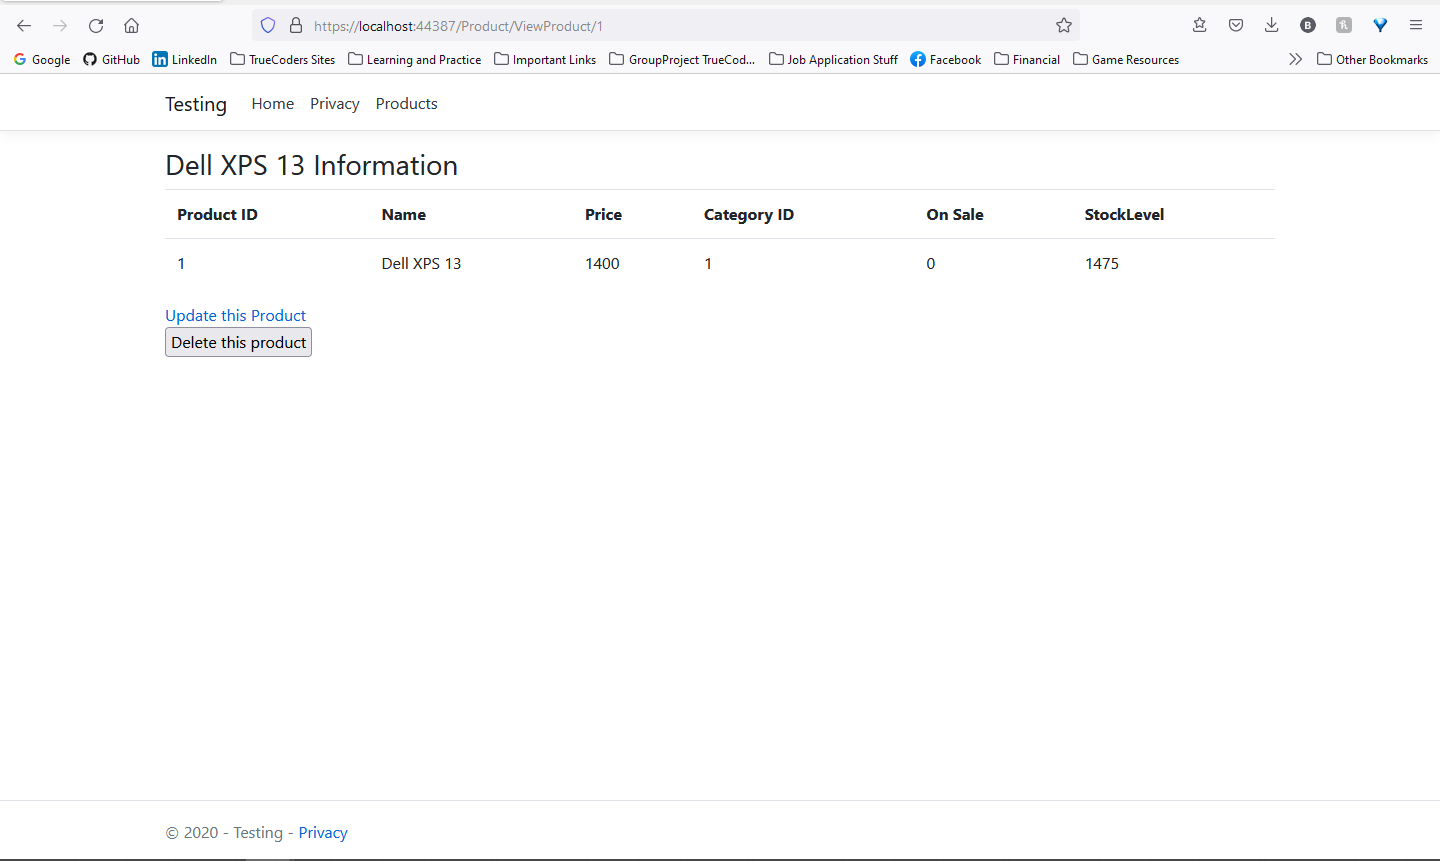 https://localhost:44387/Product/ViewProduct/1
Google GitHub LinkedIn TrueCoders Sites Learning and Practice Important Links GroupProject TrueCod... Job Application Stuff Facebook Financial Game Resources Other Bookmarks
Testing Home Privacy Products
Dell XPS 13 Information
Product ID Name Price Category ID On Sale StockLevel
1 Dell XPS 13 1400 1 0 1475
Update this Product
Delete this product
© 2020 - Testing - Privacy